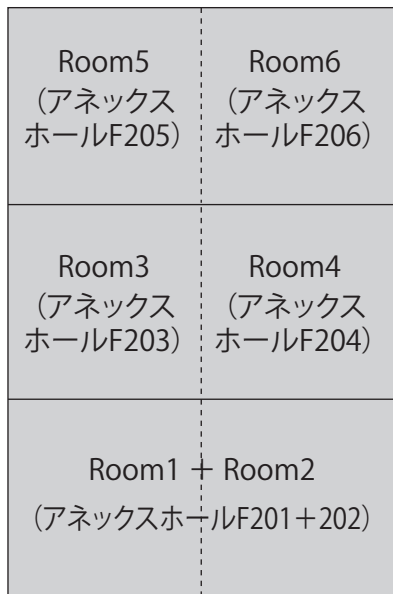 Room5
（アネックス
ホールF205）
Room6
（アネックス
ホールF206）
Room3
（アネックス
ホールF203）
Room4
（アネックス
ホールF204）
Room1 + Room2
（アネックスホールF201＋202）